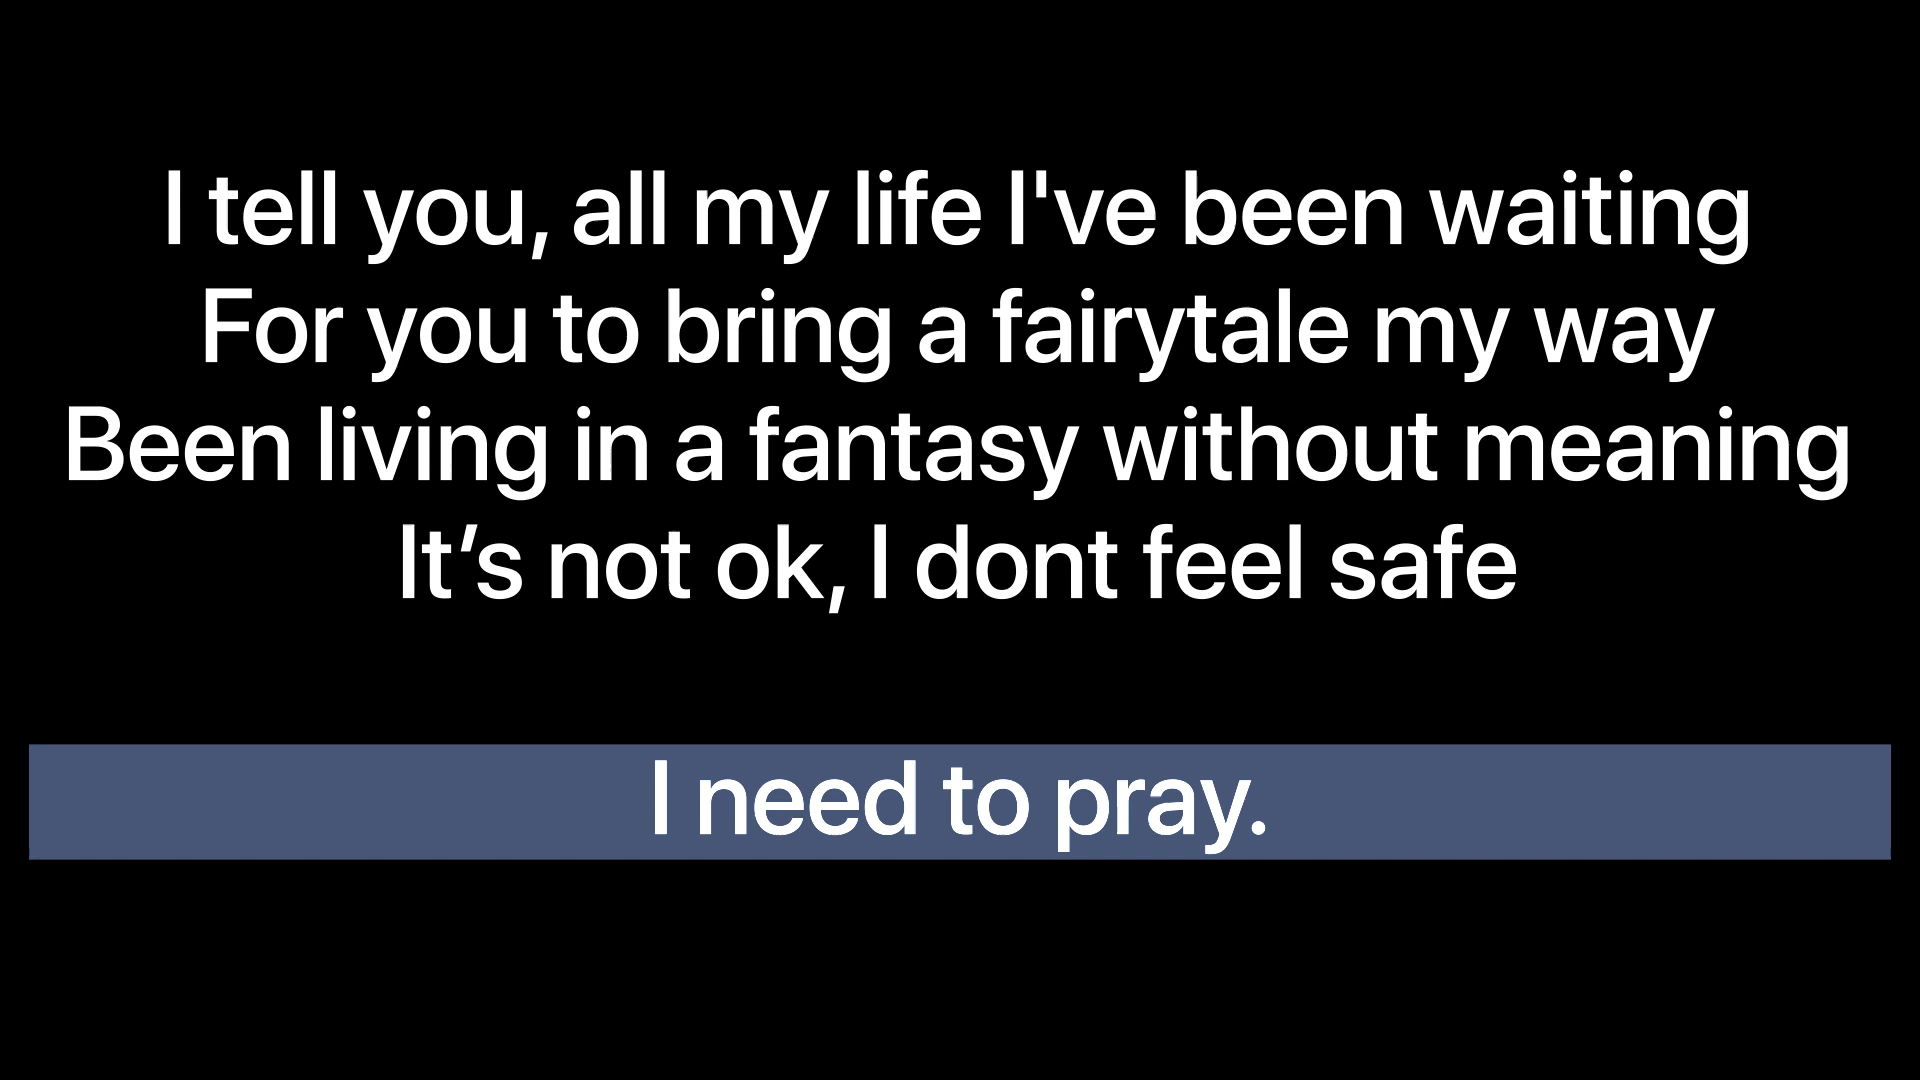 I tell you, all my life I've been waiting
For you to bring a fairytale my way
Been living in a fantasy without meaning
It’s not ok, I dont feel safe
I need to pray.